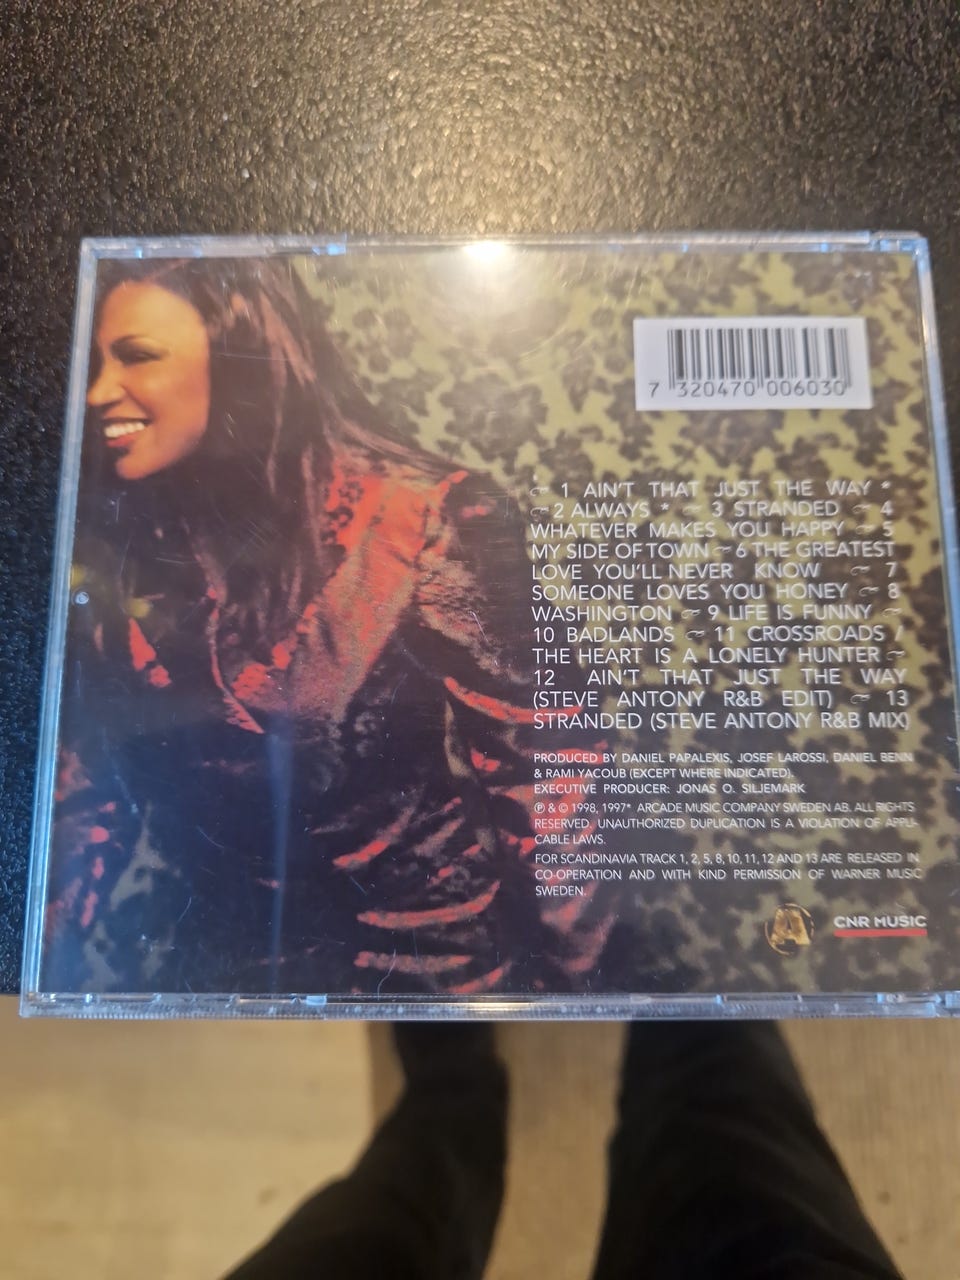 7 320470 006030
1 AIN'T THAT JUST THE WAY *
2 ALWAYS * 3 STRANDED 4
WHATEVER MAKES YOU HAPPY 5
MY SIDE OF TOWN 6 THE GREATEST
LOVE YOU'LL NEVER KNOW 7
SOMEONE LOVES YOU HONEY 8
WASHINGTON 9 LIFE IS FUNNY
10 BADLANDS 11 CROSSROADS /
THE HEART IS A LONELY HUNTER
12 AIN'T THAT JUST THE WAY
(STEVE ANTONY R&B EDIT) 13
STRANDED (STEVE ANTONY R&B MIX)
PRODUCED BY DANIEL PAPALEXIS, JOSEF LAROSSI, DANIEL BENN
& RAMI YACOUB (EXCEPT WHERE INDICATED).
EXECUTIVE PRODUCER: JONAS O. SILJEMARK
℗ & © 1998, 1997* ARCADE MUSIC COMPANY SWEDEN AB. ALL RIGHTS
RESERVED. UNAUTHORIZED DUPLICATION IS A VIOLATION OF APPLI-
CABLE LAWS.
FOR SCANDINAVIA TRACK 1, 2, 5, 8, 10, 11, 12 AND 13 ARE RELEASED IN
CO-OPERATION AND WITH KIND PERMISSION OF WARNER MUSIC
SWEDEN.
A
CNR MUSIC